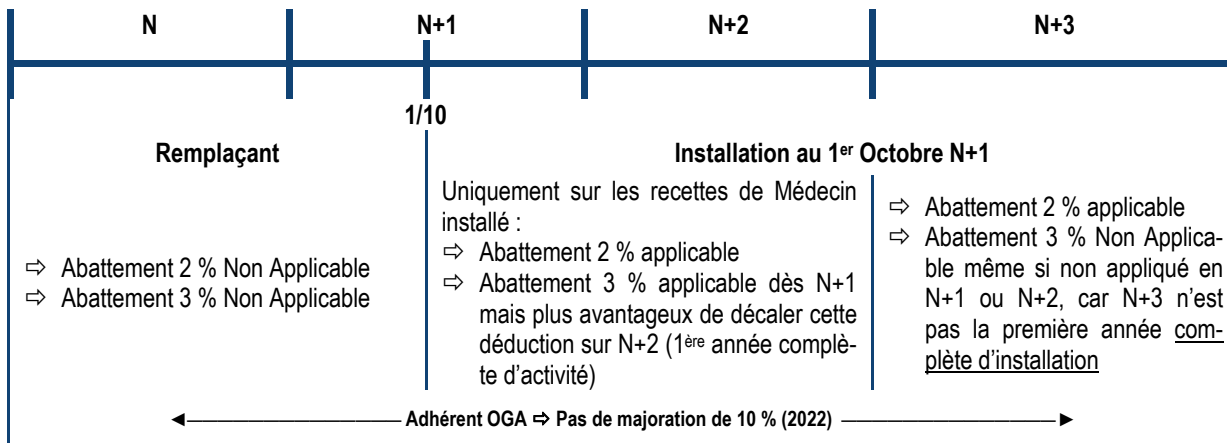 N N+1 N+2 N+3
1/10
Remplaçant
Installation au 1er Octobre N+1
⇨ Abattement 2 % Non Applicable
⇨ Abattement 3 % Non Applicable
Uniquement sur les recettes de Médecin
installé :
⇨ Abattement 2 % applicable
⇨ Abattement 3 % applicable dès N+1
mais plus avantageux de décaler cette
déduction sur N+2 (1ère année complè-
te d’activité)
⇨ Abattement 2 % applicable
⇨ Abattement 3 % Non Applica-
ble même si non appliqué en
N+1 ou N+2, car N+3 n’est
pas la première année com-
plète d’installation
Adhérent OGA ⇨ Pas de majoration de 10 % (2022)